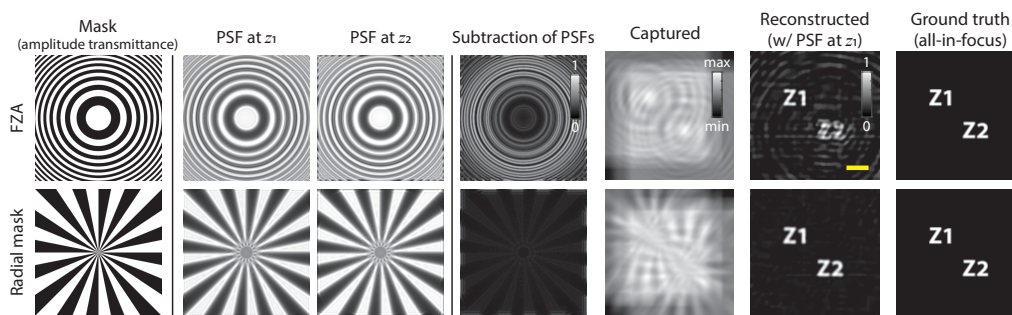 Mask
(amplitude transmittance)
PSF at z1
PSF at z2
Subtraction of PSFs
Captured
Reconstructed
(w/ PSF at z1)
Ground truth
(all-in-focus)
FZA
1
0
max
min
Z1
Z2
1
0
Z1
Z2
Radial mask
Z1
Z2
Z1
Z2